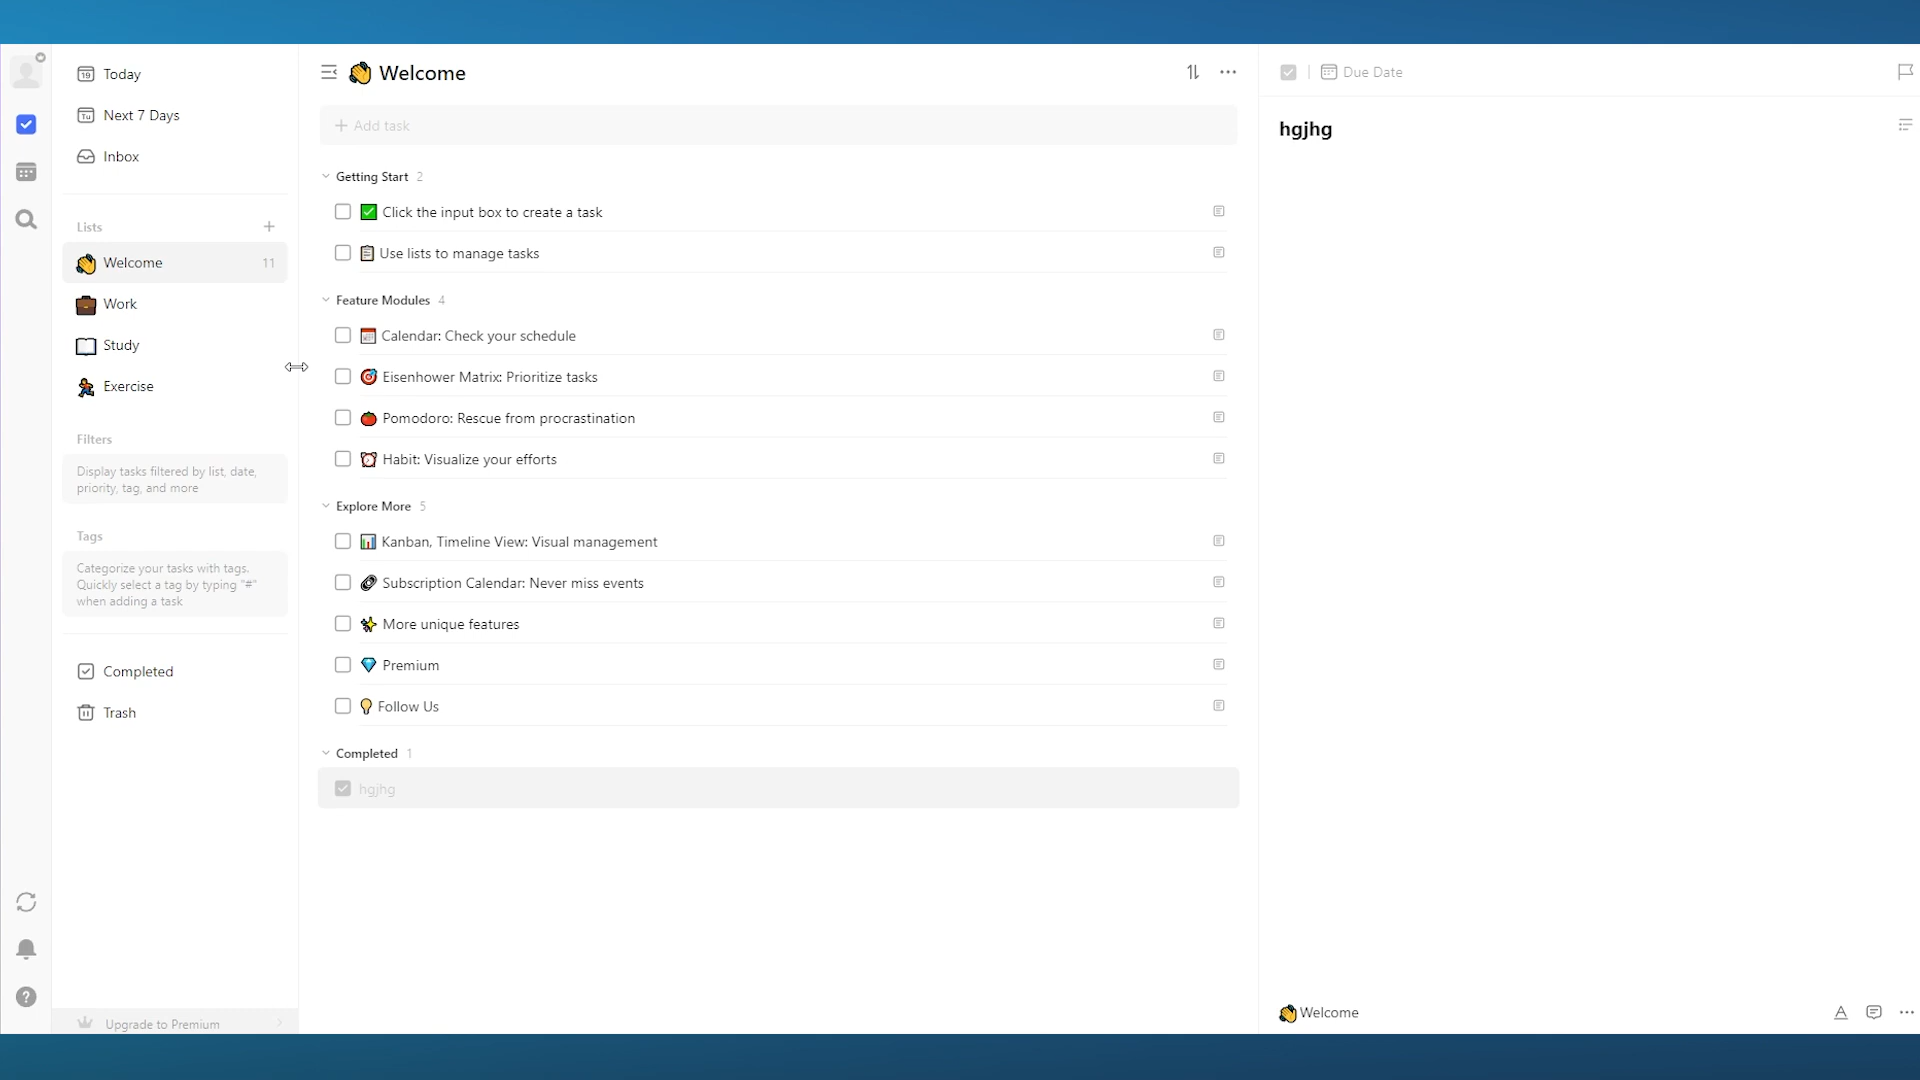 Today
Next 7 Days
Inbox
Lists
Welcome 11
Work
Study
Exercise
Filters
Display tasks filtered by list, date,
priority, tag, and more
Tags
Categorize your tasks with tags.
Quickly select a tag by typing "#"
when adding a task
Completed
Trash
Upgrade to Premium
Welcome
Add task
Getting Start 2
Click the input box to create a task
Use lists to manage tasks
Feature Modules 4
Calendar: Check your schedule
Eisenhower Matrix: Prioritize tasks
Pomodoro: Rescue from procrastination
Habit: Visualize your efforts
Explore More 5
Kanban, Timeline View: Visual management
Subscription Calendar: Never miss events
More unique features
Premium
Follow Us
Completed 1
hgjhg
Due Date
hgjhg
Welcome